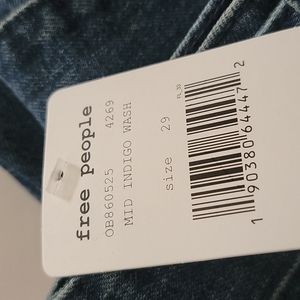 free people
OB860525 4269
MID INDIGO WASH
size 29
1 90380 64447 2